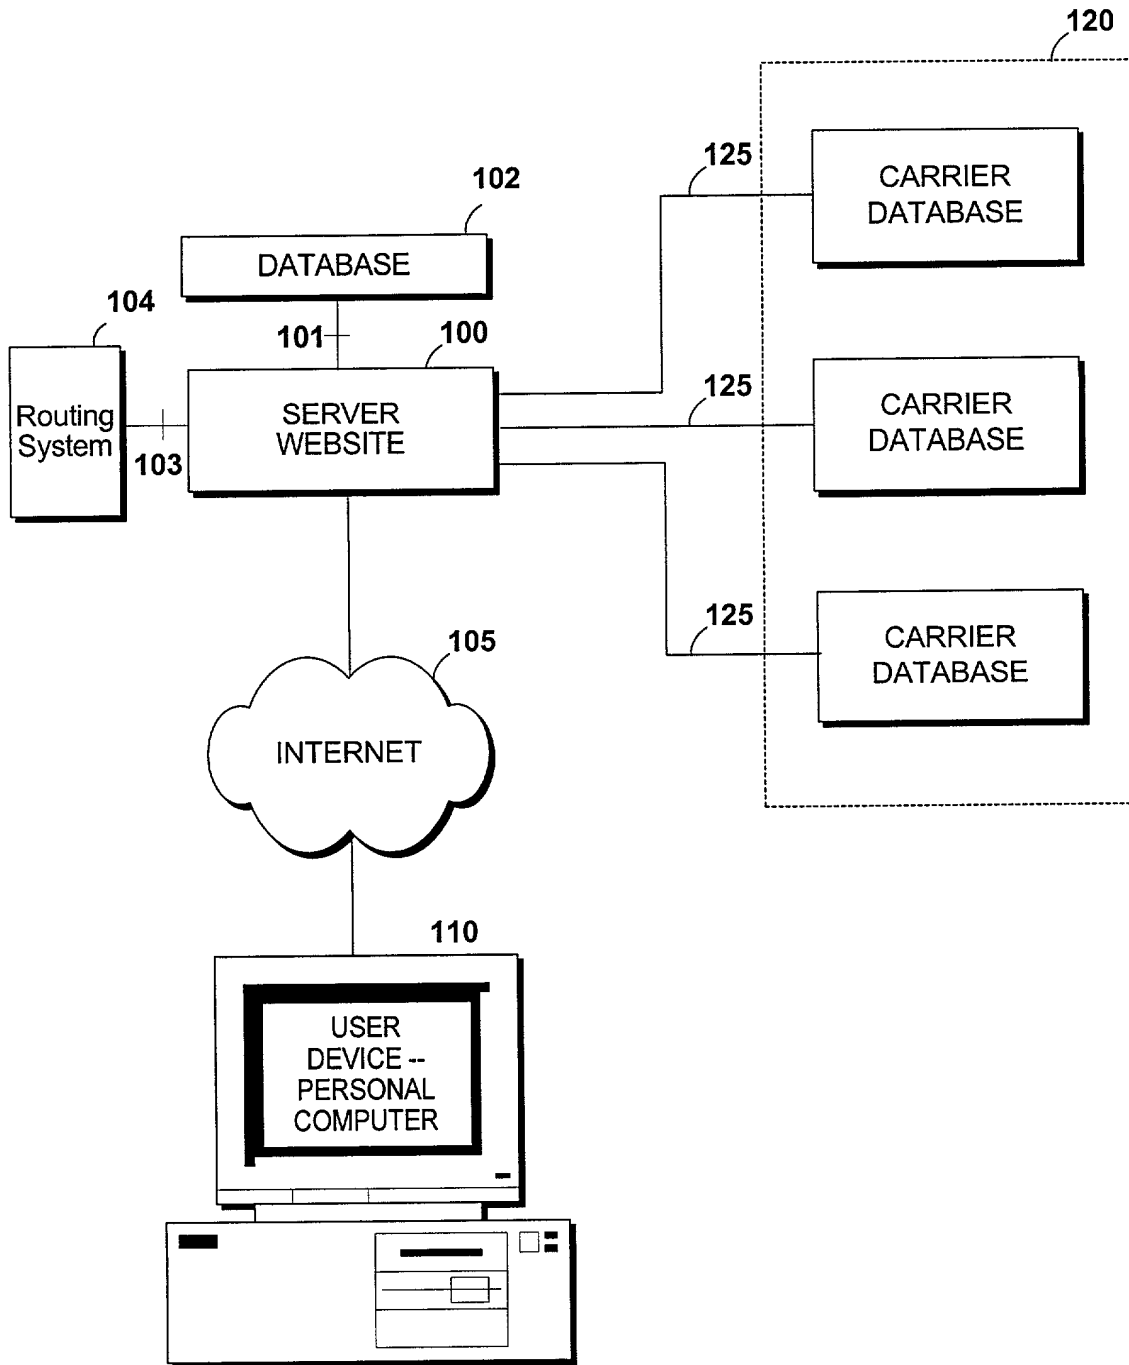 120
125
CARRIER
DATABASE
102
DATABASE
104
101
100
Routing
System
103
SERVER
WEBSITE
125
CARRIER
DATABASE
125
CARRIER
DATABASE
105
INTERNET
110
USER
DEVICE --
PERSONAL
COMPUTER